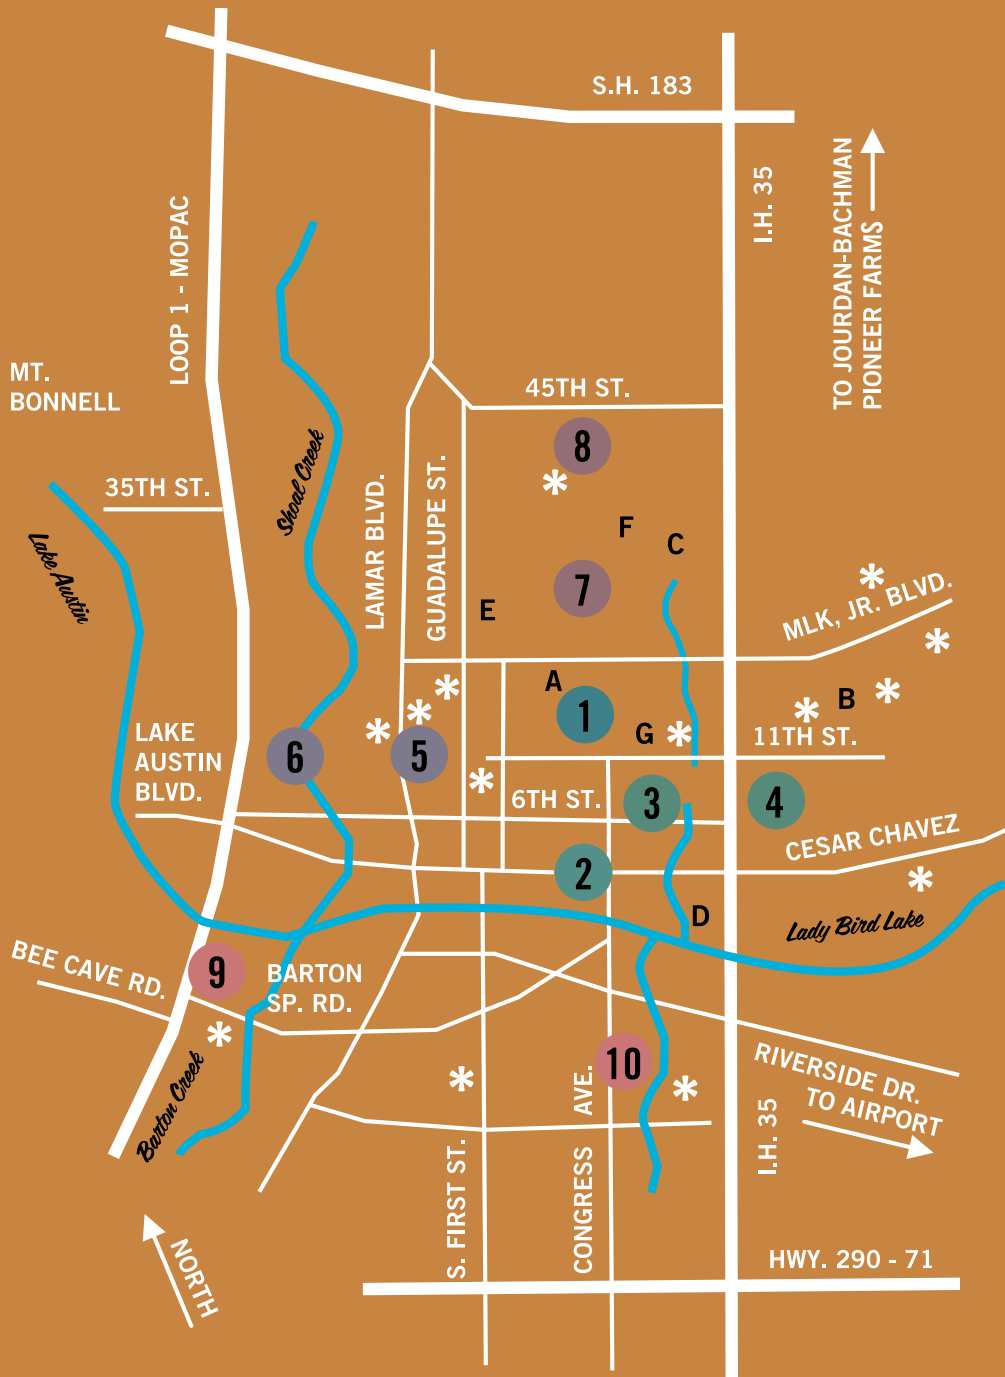 S.H. 183
I.H. 35
TO JOURDAN-BACHMAN
PIONEER FARMS
LOOP 1 - MOPAC
MT.
BONNELL
45TH ST.
8
*
35TH ST.
Shoal Creek
LAMAR BLVD.
GUADALUPE ST.
F
C
Lake Austin
7
E
*
MLK, JR. BLVD.
*
A
*
B
*
*
1
*
*
G
*
11TH ST.
LAKE
AUSTIN
BLVD.
6
5
*
6TH ST.
3
4
CESAR CHAVEZ
2
*
D
Lady Bird Lake
BEE CAVE RD.
9
BARTON
SP. RD.
*
Barton Creek
*
10
*
RIVERSIDE DR.
TO AIRPORT
I.H. 35
S. FIRST ST.
CONGRESS AVE.
NORTH
HWY. 290 - 71